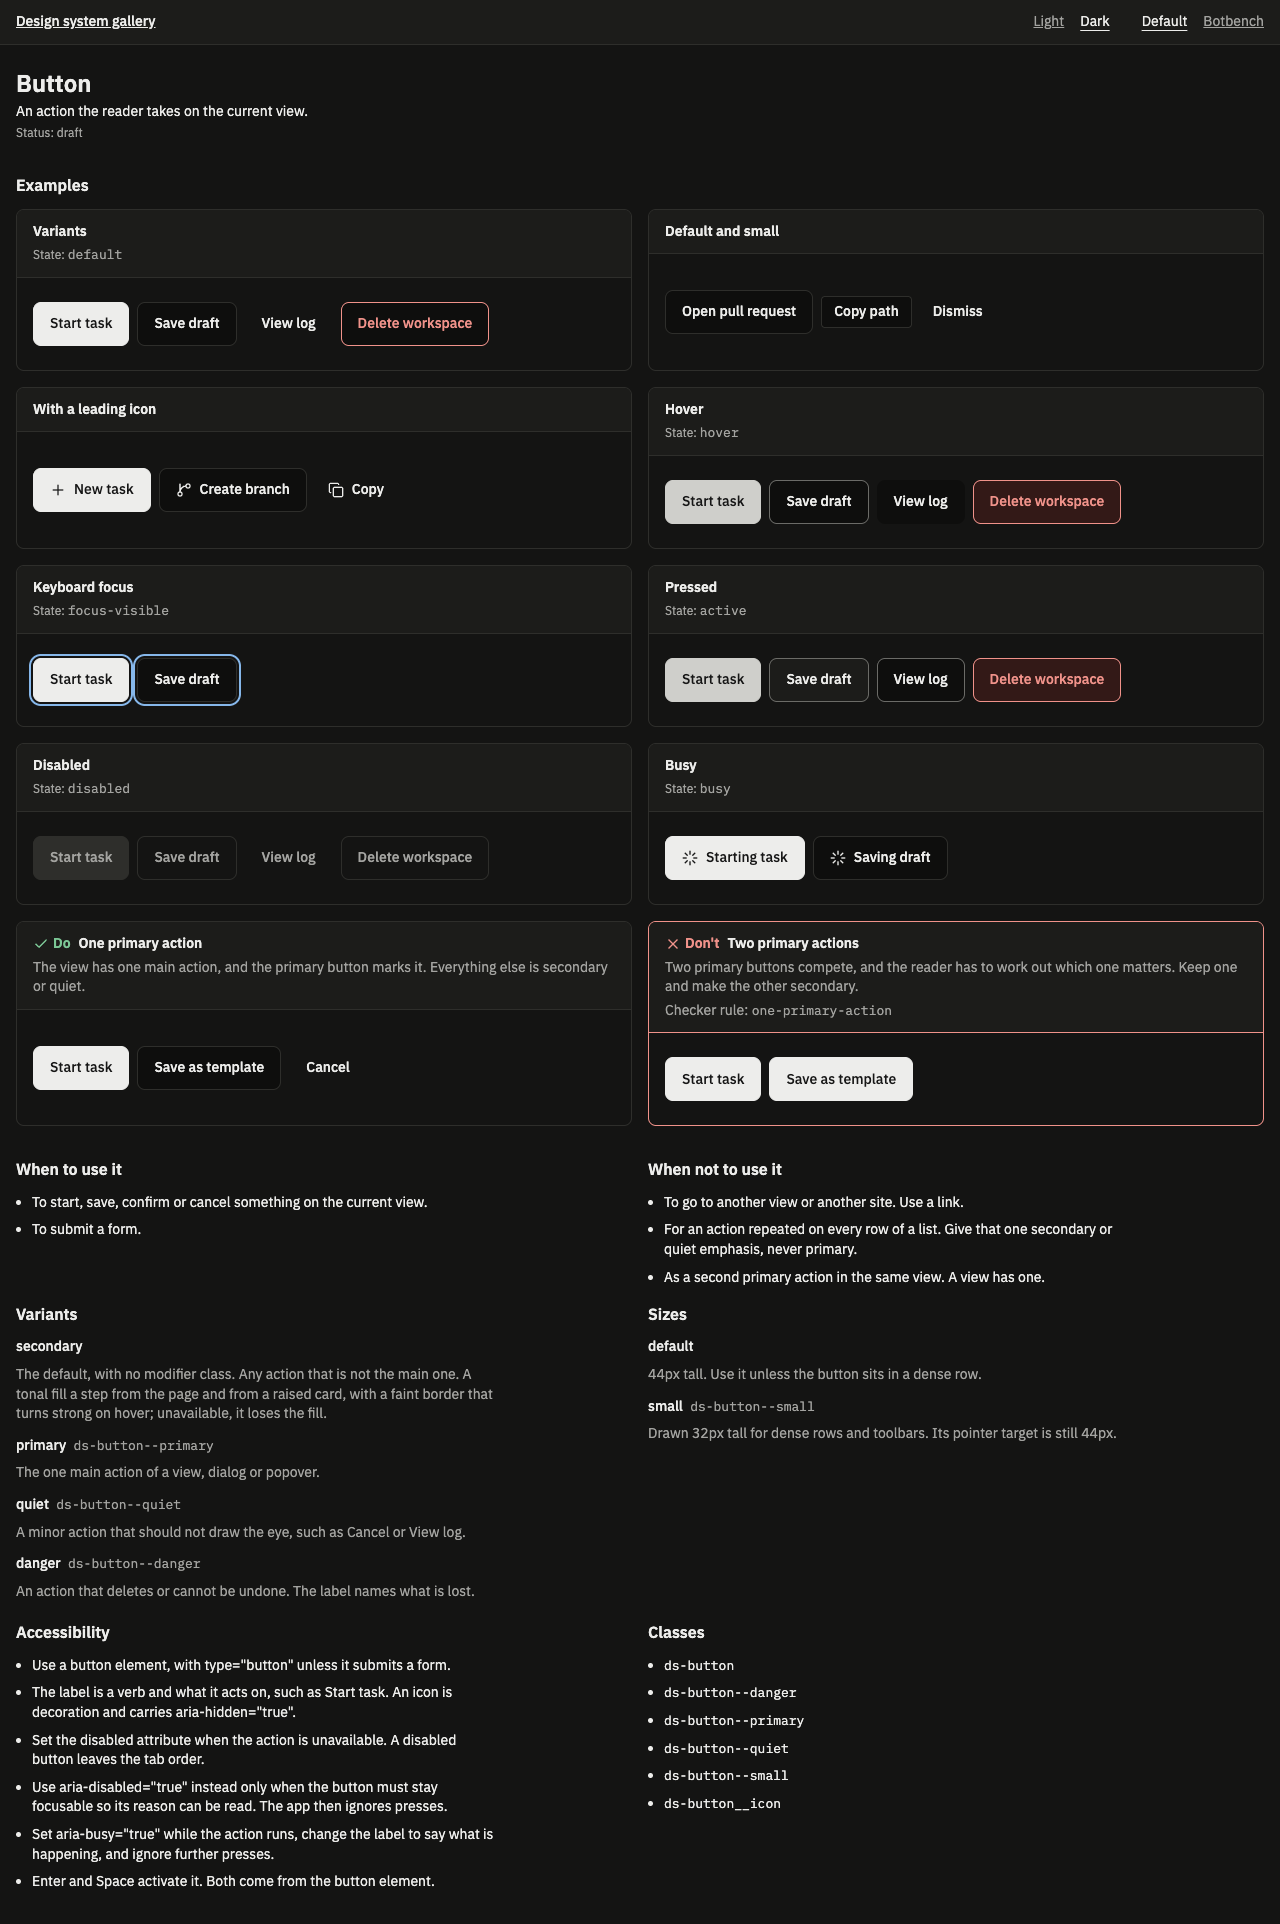 Design system gallery
Light Dark Default Botbench
Button
An action the reader takes on the current view.
Status: draft
Examples
Variants
State: default
Start task Save draft View log Delete workspace
Default and small
Open pull request Copy path Dismiss
With a leading icon
New task Create branch Copy
Hover
State: hover
Start task Save draft View log Delete workspace
Keyboard focus
State: focus-visible
Start task Save draft
Pressed
State: active
Start task Save draft View log Delete workspace
Disabled
State: disabled
Start task Save draft View log Delete workspace
Busy
State: busy
Starting task Saving draft
Do One primary action
The view has one main action, and the primary button marks it. Everything else is secondary
or quiet.
Start task Save as template Cancel
Don't Two primary actions
Two primary buttons compete, and the reader has to work out which one matters. Keep one
and make the other secondary.
Checker rule: one-primary-action
Start task Save as template
When to use it
To start, save, confirm or cancel something on the current view.
To submit a form.
When not to use it
To go to another view or another site. Use a link.
For an action repeated on every row of a list. Give that one secondary or
quiet emphasis, never primary.
As a second primary action in the same view. A view has one.
Variants
secondary
The default, with no modifier class. Any action that is not the main one. A
tonal fill a step from the page and from a raised card, with a faint border that
turns strong on hover; unavailable, it loses the fill.
primary ds-button--primary
The one main action of a view, dialog or popover.
quiet ds-button--quiet
A minor action that should not draw the eye, such as Cancel or View log.
danger ds-button--danger
An action that deletes or cannot be undone. The label names what is lost.
Sizes
default
44px tall. Use it unless the button sits in a dense row.
small ds-button--small
Drawn 32px tall for dense rows and toolbars. Its pointer target is still 44px.
Accessibility
Use a button element, with type="button" unless it submits a form.
The label is a verb and what it acts on, such as Start task. An icon is
decoration and carries aria-hidden="true".
Set the disabled attribute when the action is unavailable. A disabled
button leaves the tab order.
Use aria-disabled="true" instead only when the button must stay
focusable so its reason can be read. The app then ignores presses.
Set aria-busy="true" while the action runs, change the label to say what is
happening, and ignore further presses.
Enter and Space activate it. Both come from the button element.
Classes
ds-button
ds-button--danger
ds-button--primary
ds-button--quiet
ds-button--small
ds-button__icon